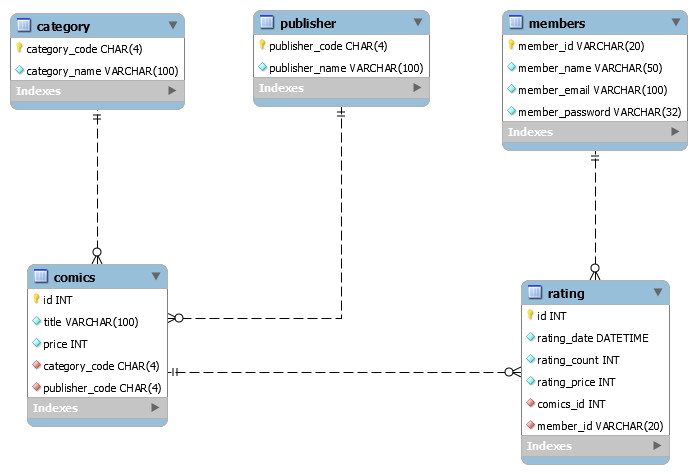 category
category_code CHAR(4)
category_name VARCHAR(100)
Indexes
publisher
publisher_code CHAR(4)
publisher_name VARCHAR(100)
Indexes
members
member_id VARCHAR(20)
member_name VARCHAR(50)
member_email VARCHAR(100)
member_password VARCHAR(32)
Indexes
comics
id INT
title VARCHAR(100)
price INT
category_code CHAR(4)
publisher_code CHAR(4)
Indexes
rating
id INT
rating_date DATETIME
rating_count INT
rating_price INT
comics_id INT
member_id VARCHAR(20)
Indexes